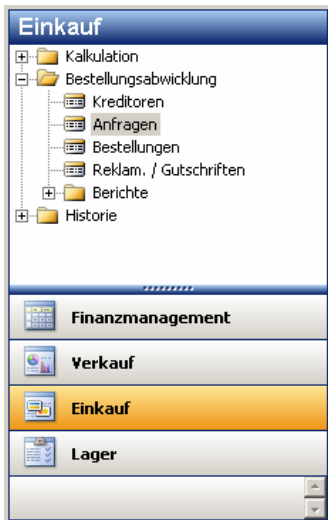 Einkauf
Kalkulation
Bestellungsabwicklung
Kreditoren
Anfragen
Bestellungen
Reklam. / Gutschriften
Berichte
Historie
Finanzmanagement
Verkauf
Einkauf
Lager